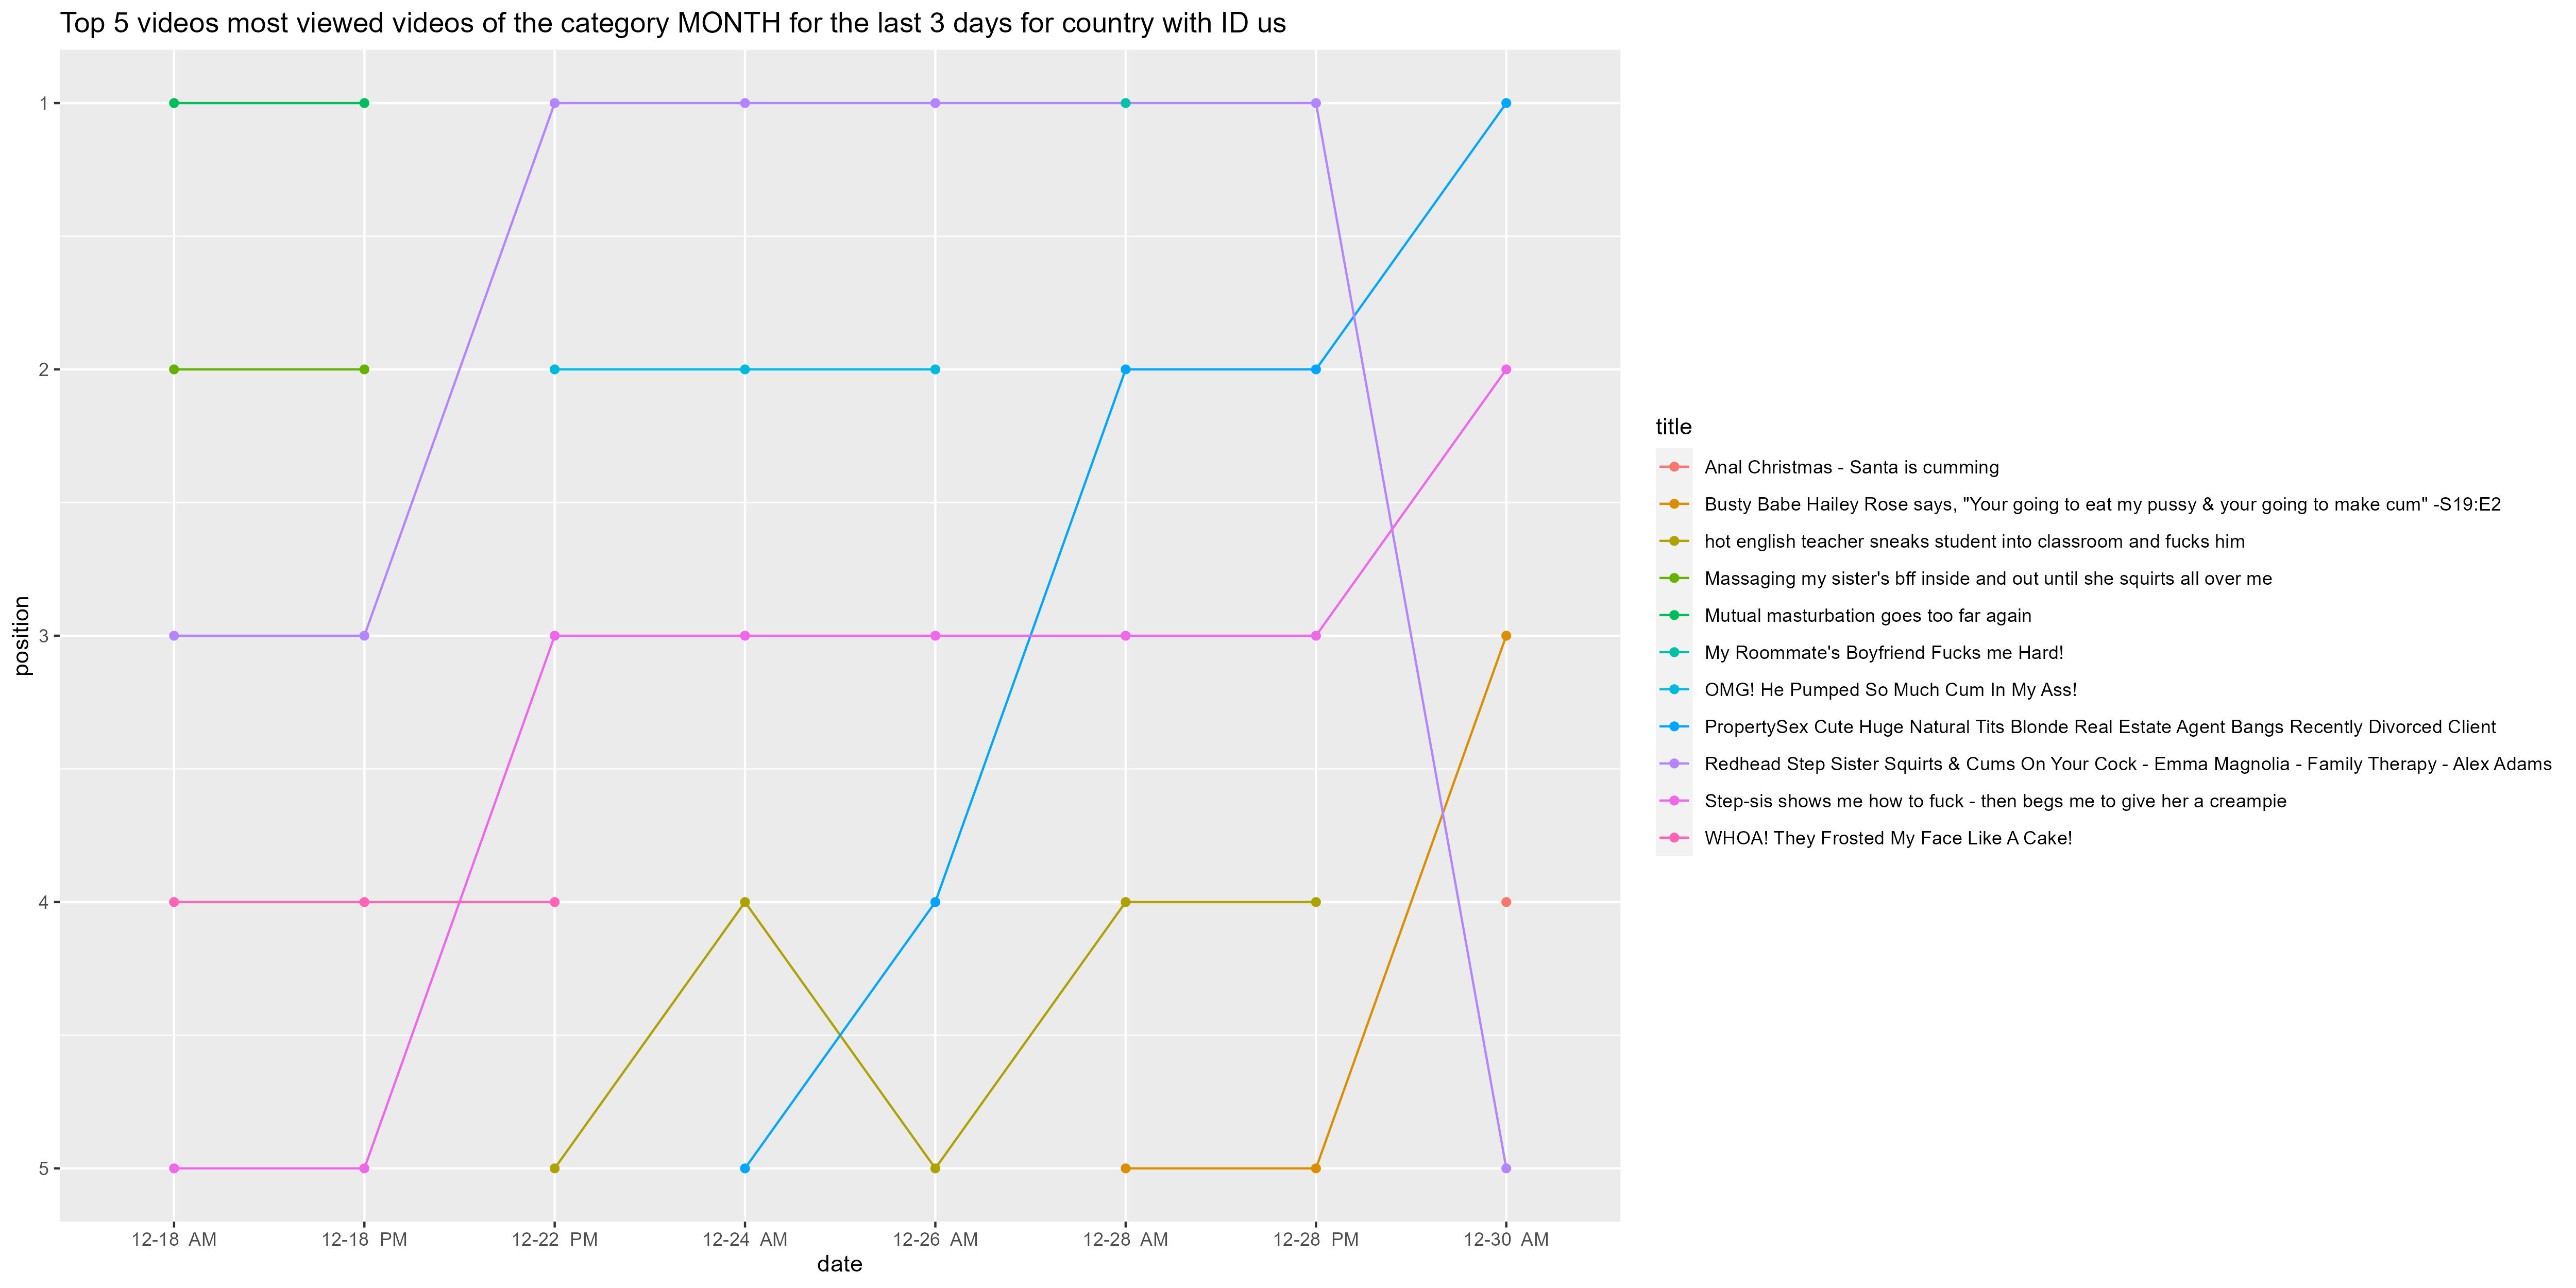 Top 5 videos most viewed videos of the category MONTH for the last 3 days for country with ID us
position
1
2
3
4
5
12-18 AM
12-18 PM
12-22 PM
12-24 AM
12-26 AM
12-28 AM
12-28 PM
12-30 AM
date
title
Anal Christmas - Santa is cumming
Busty Babe Hailey Rose says, "Your going to eat my pussy & your going to make cum" -S19:E2
hot english teacher sneaks student into classroom and fucks him
Massaging my sister's bff inside and out until she squirts all over me
Mutual masturbation goes too far again
My Roommate's Boyfriend Fucks me Hard!
OMG! He Pumped So Much Cum In My Ass!
PropertySex Cute Huge Natural Tits Blonde Real Estate Agent Bangs Recently Divorced Client
Redhead Step Sister Squirts & Cums On Your Cock - Emma Magnolia - Family Therapy - Alex Adams
Step-sis shows me how to fuck - then begs me to give her a creampie
WHOA! They Frosted My Face Like A Cake!